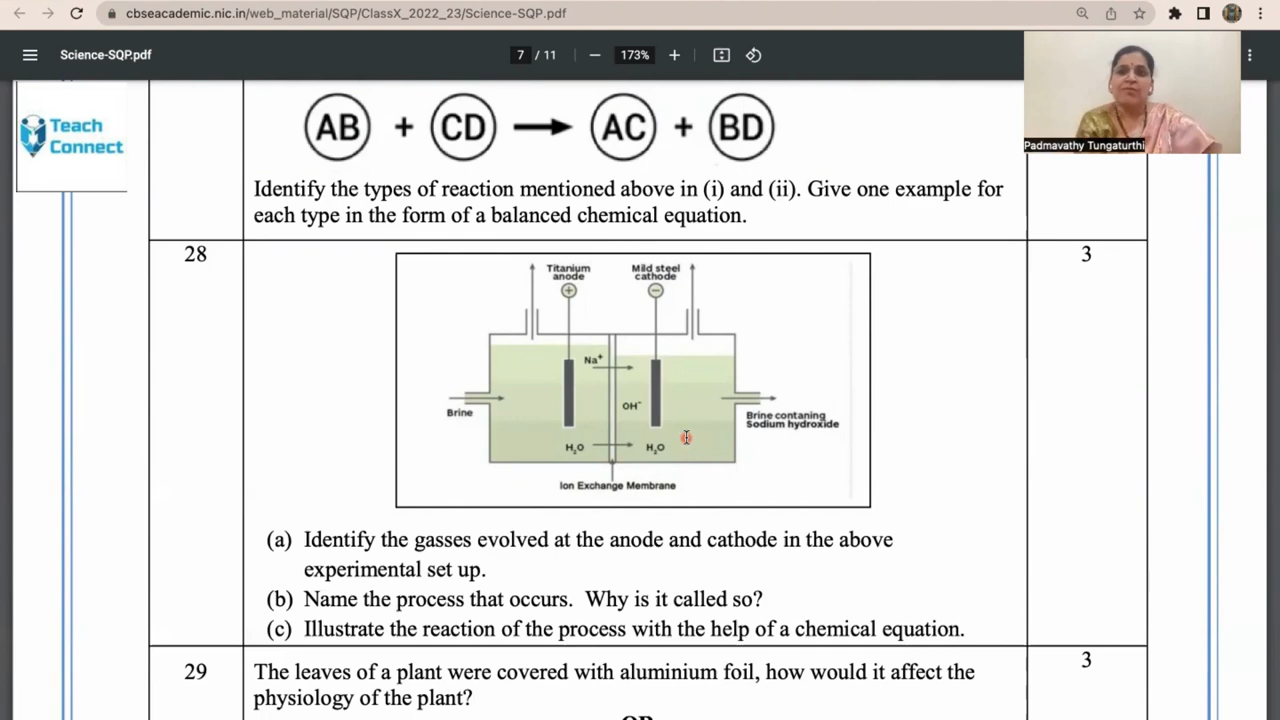 cbseacademic.nic.in/web_material/SQP/ClassX_2022_23/Science-SQP.pdf
Science-SQP.pdf
7 / 11
173%
Padmavathy Tungaturthi
Teach
Connect
AB + CD → AC + BD
Identify the types of reaction mentioned above in (i) and (ii). Give one example for
each type in the form of a balanced chemical equation.
28
3
Titanium
anode
Mild steel
cathode
+
−
Na⁺
OH⁻
Brine
Brine contaning
Sodium hydroxide
H₂O
H₂O
Ion Exchange Membrane
(a) Identify the gasses evolved at the anode and cathode in the above
experimental set up.
(b) Name the process that occurs. Why is it called so?
(c) Illustrate the reaction of the process with the help of a chemical equation.
29
The leaves of a plant were covered with aluminium foil, how would it affect the
physiology of the plant?
3
OR